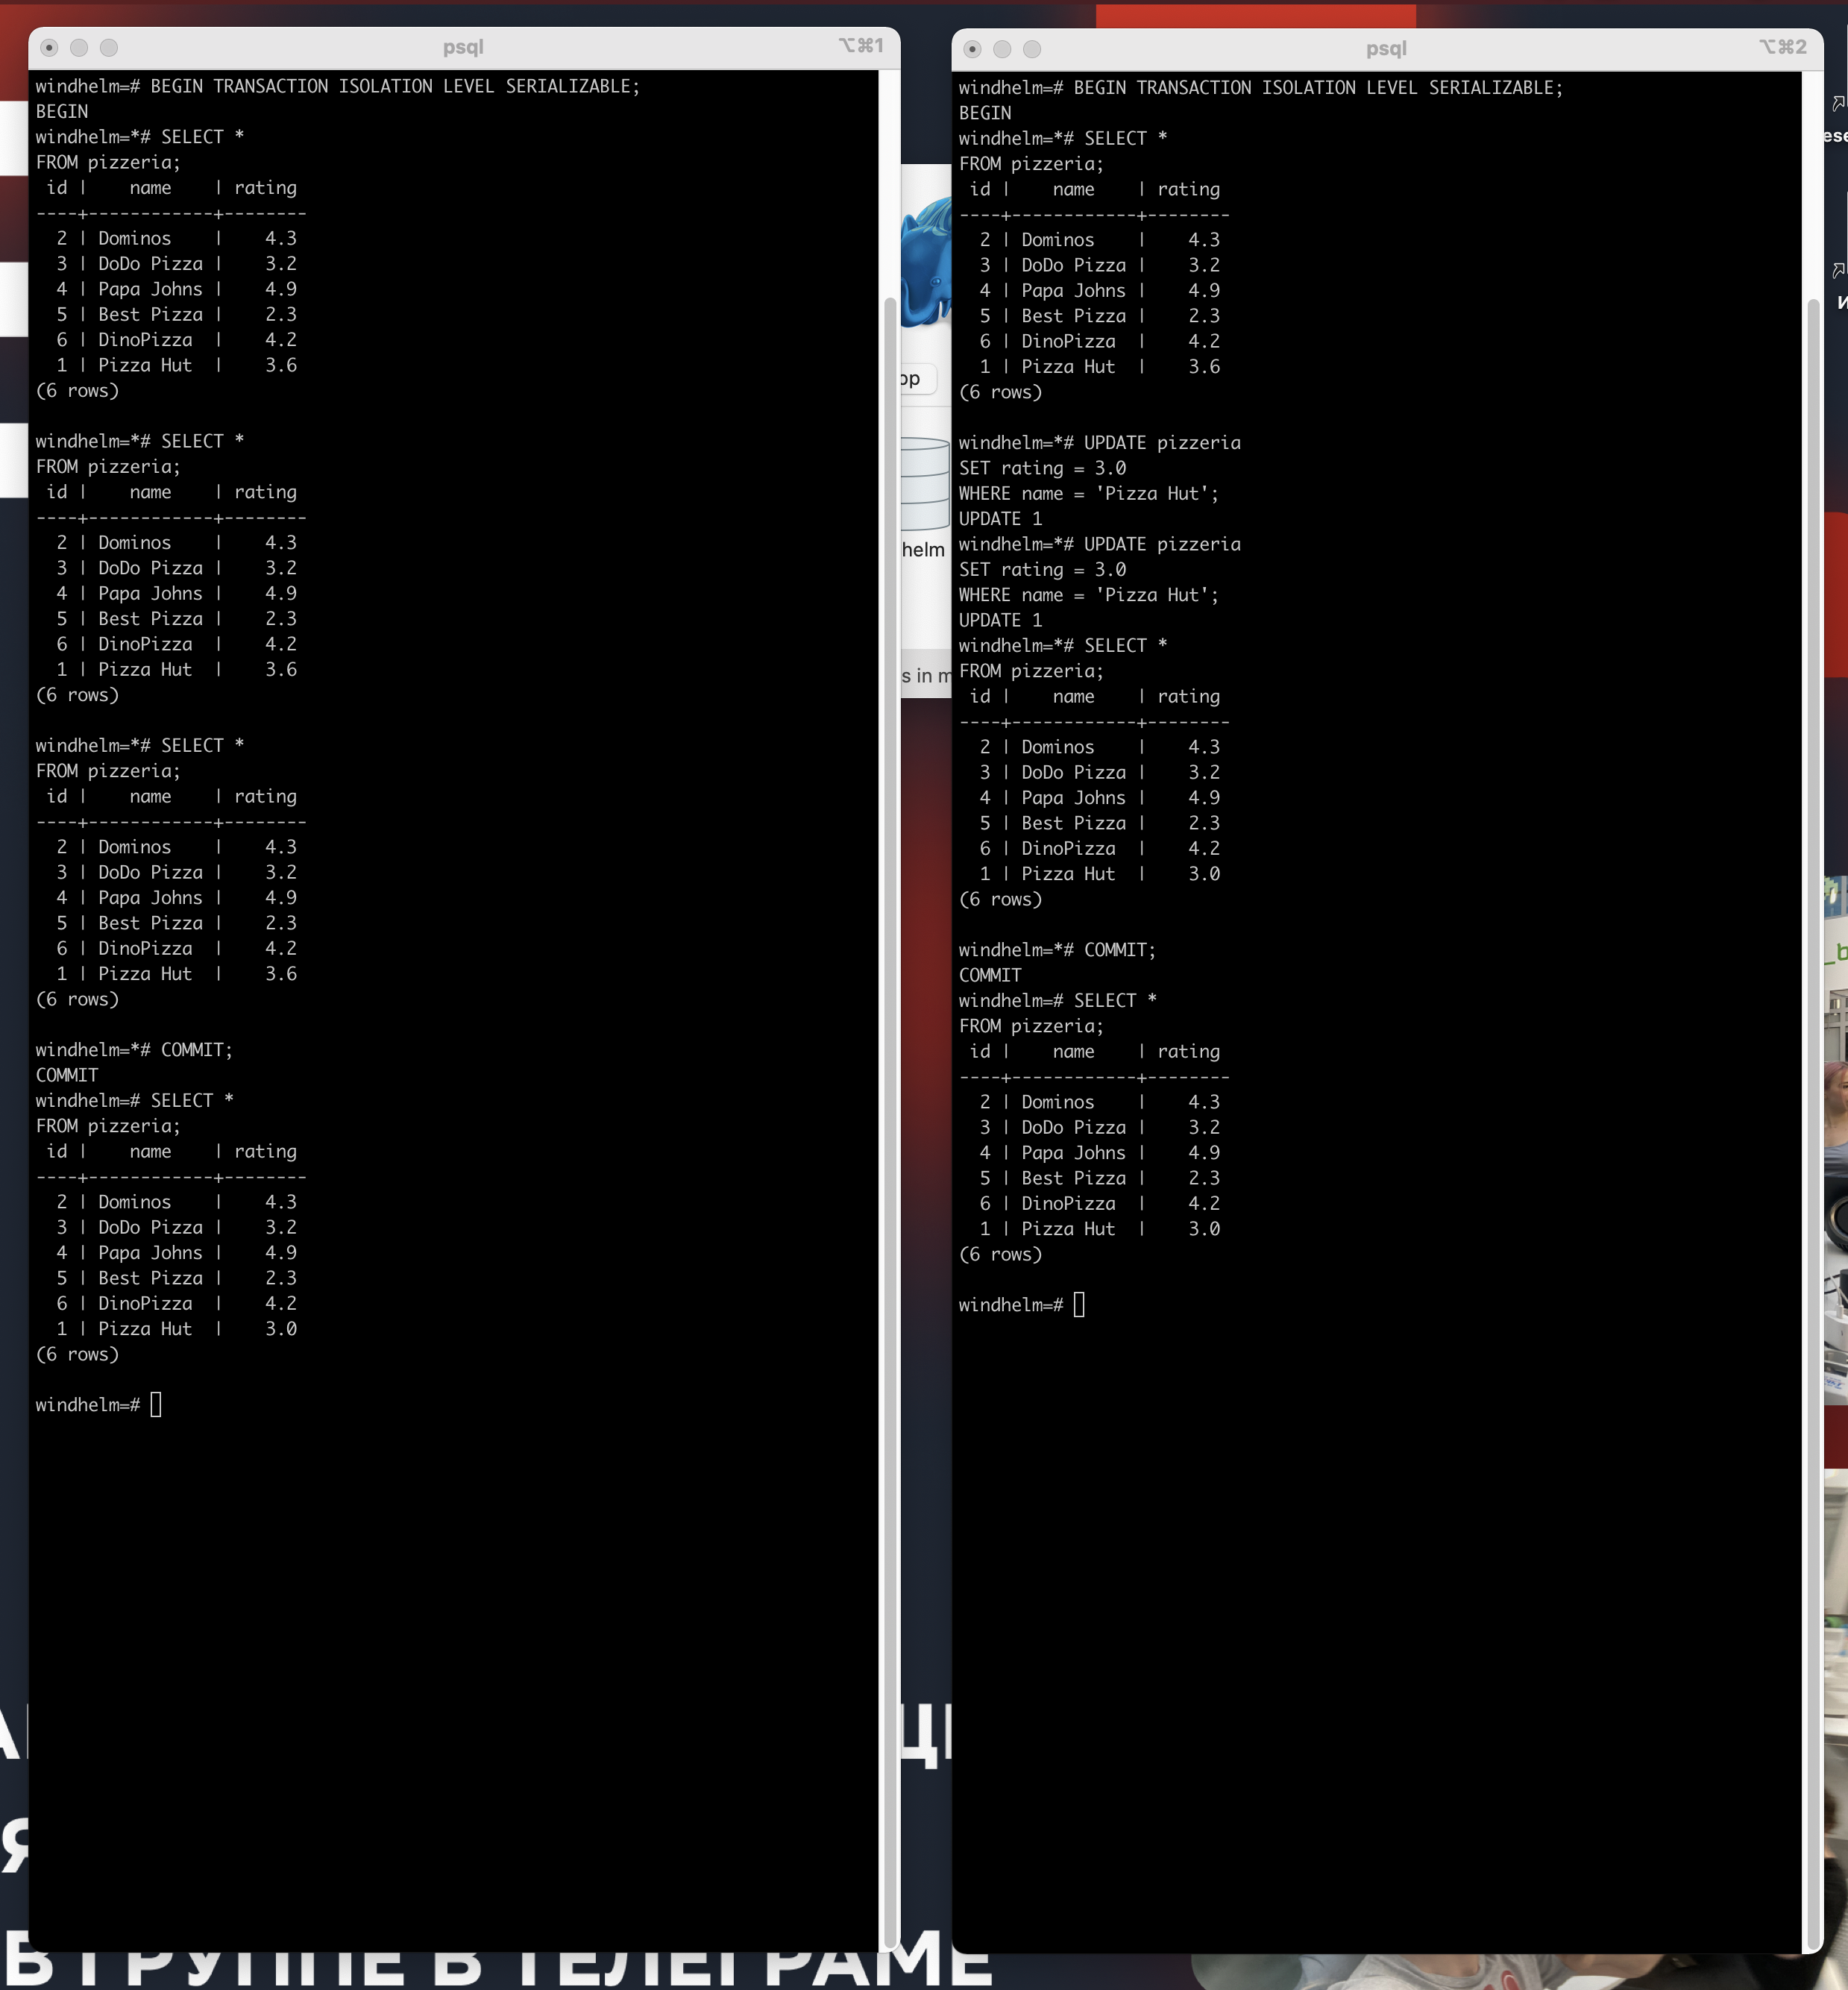 psql
⌥⌘1
windhelm=# BEGIN TRANSACTION ISOLATION LEVEL SERIALIZABLE;
BEGIN
windhelm=*# SELECT *
FROM pizzeria;
 id |    name    | rating
----+------------+--------
  2 | Dominos    |    4.3
  3 | DoDo Pizza |    3.2
  4 | Papa Johns |    4.9
  5 | Best Pizza |    2.3
  6 | DinoPizza  |    4.2
  1 | Pizza Hut  |    3.6
(6 rows)
windhelm=*# SELECT *
FROM pizzeria;
 id |    name    | rating
----+------------+--------
  2 | Dominos    |    4.3
  3 | DoDo Pizza |    3.2
  4 | Papa Johns |    4.9
  5 | Best Pizza |    2.3
  6 | DinoPizza  |    4.2
  1 | Pizza Hut  |    3.6
(6 rows)
windhelm=*# SELECT *
FROM pizzeria;
 id |    name    | rating
----+------------+--------
  2 | Dominos    |    4.3
  3 | DoDo Pizza |    3.2
  4 | Papa Johns |    4.9
  5 | Best Pizza |    2.3
  6 | DinoPizza  |    4.2
  1 | Pizza Hut  |    3.6
(6 rows)
windhelm=*# COMMIT;
COMMIT
windhelm=# SELECT *
FROM pizzeria;
 id |    name    | rating
----+------------+--------
  2 | Dominos    |    4.3
  3 | DoDo Pizza |    3.2
  4 | Papa Johns |    4.9
  5 | Best Pizza |    2.3
  6 | DinoPizza  |    4.2
  1 | Pizza Hut  |    3.0
(6 rows)
windhelm=#
psql
⌥⌘2
windhelm=# BEGIN TRANSACTION ISOLATION LEVEL SERIALIZABLE;
BEGIN
windhelm=*# SELECT *
FROM pizzeria;
 id |    name    | rating
----+------------+--------
  2 | Dominos    |    4.3
  3 | DoDo Pizza |    3.2
  4 | Papa Johns |    4.9
  5 | Best Pizza |    2.3
  6 | DinoPizza  |    4.2
  1 | Pizza Hut  |    3.6
(6 rows)
windhelm=*# UPDATE pizzeria
SET rating = 3.0
WHERE name = 'Pizza Hut';
UPDATE 1
windhelm=*# UPDATE pizzeria
SET rating = 3.0
WHERE name = 'Pizza Hut';
UPDATE 1
windhelm=*# SELECT *
FROM pizzeria;
 id |    name    | rating
----+------------+--------
  2 | Dominos    |    4.3
  3 | DoDo Pizza |    3.2
  4 | Papa Johns |    4.9
  5 | Best Pizza |    2.3
  6 | DinoPizza  |    4.2
  1 | Pizza Hut  |    3.0
(6 rows)
windhelm=*# COMMIT;
COMMIT
windhelm=# SELECT *
FROM pizzeria;
 id |    name    | rating
----+------------+--------
  2 | Dominos    |    4.3
  3 | DoDo Pizza |    3.2
  4 | Papa Johns |    4.9
  5 | Best Pizza |    2.3
  6 | DinoPizza  |    4.2
  1 | Pizza Hut  |    3.0
(6 rows)
windhelm=#
op
helm
s in m
В ГРУППЕ В ТЕЛЕГРАМЕ